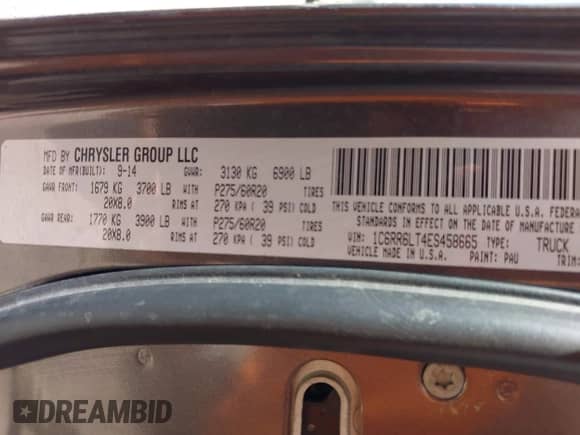 MFD BY CHRYSLER GROUP LLC
DATE OF MFR(BUILT): 9-14 GVWR: 3130 KG 6900 LB
GAWR FRONT: 1679 KG 3700 LB WITH P275/60R20 TIRES
20X8.0 RIMS AT 270 KPA ( 39 PSI) COLD
GAWR REAR: 1770 KG 3900 LB WITH P275/60R20 TIRES
20X8.0 RIMS AT 270 KPA ( 39 PSI) COLD
THIS VEHICLE CONFORMS TO ALL APPLICABLE U.S.A. FEDERA
STANDARDS IN EFFECT ON THE DATE OF MANUFACTURE
VIN: 1C6RR6LT4ES458665 TYPE: TRUCK
VEHICLE MADE IN U.S.A. PAINT: PAU TRIM:
DREAMBID